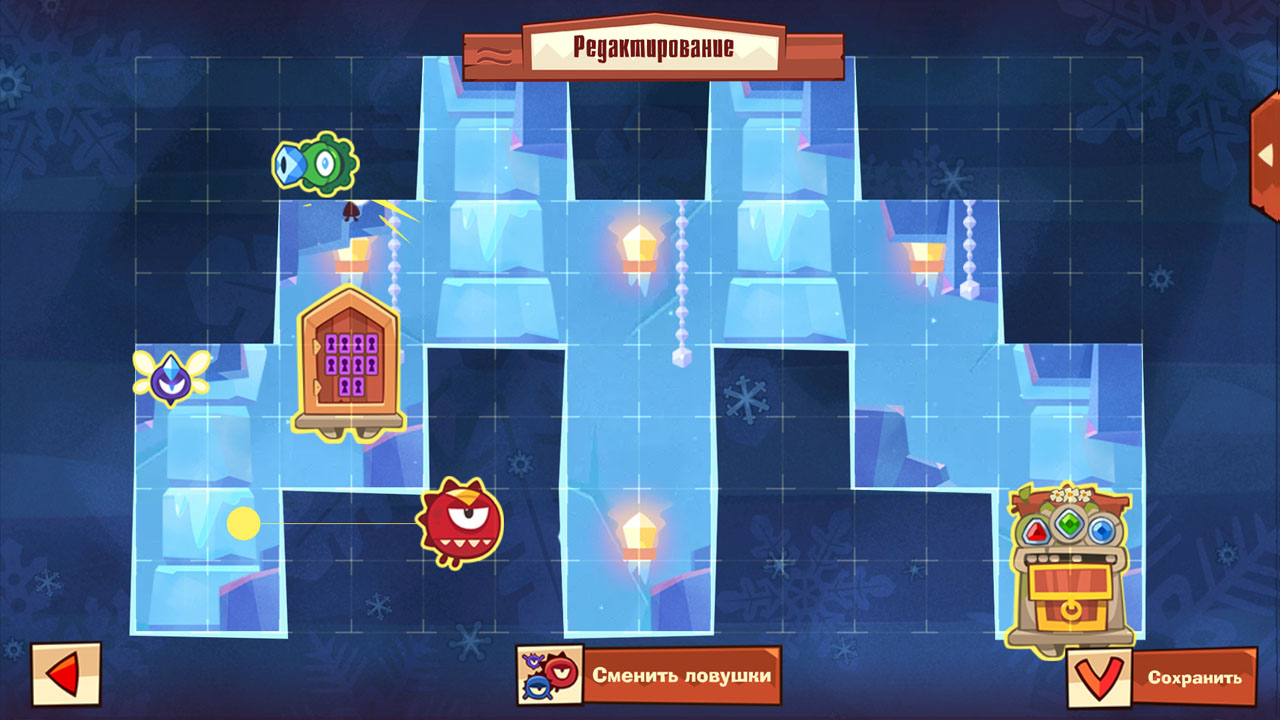 Редактирование
Сменить ловушки
Сохранить